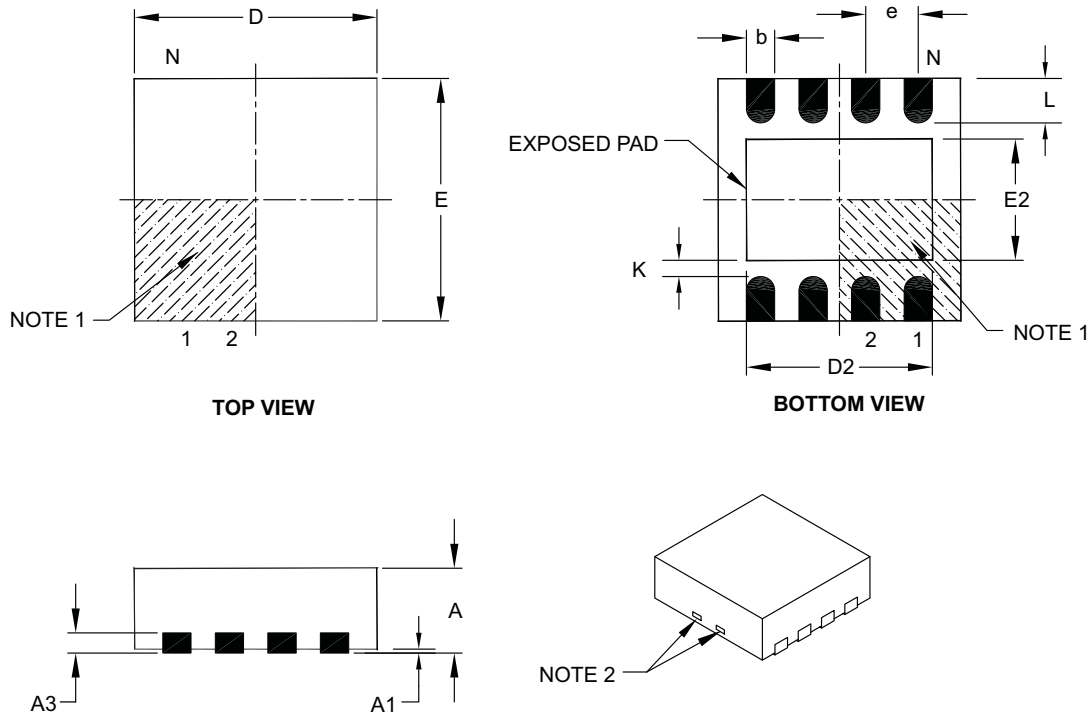 D
N
E
NOTE 1
1 2
TOP VIEW
e
b
N
L
EXPOSED PAD
E2
K
2 1
NOTE 1
D2
BOTTOM VIEW
A
A3
A1
NOTE 2